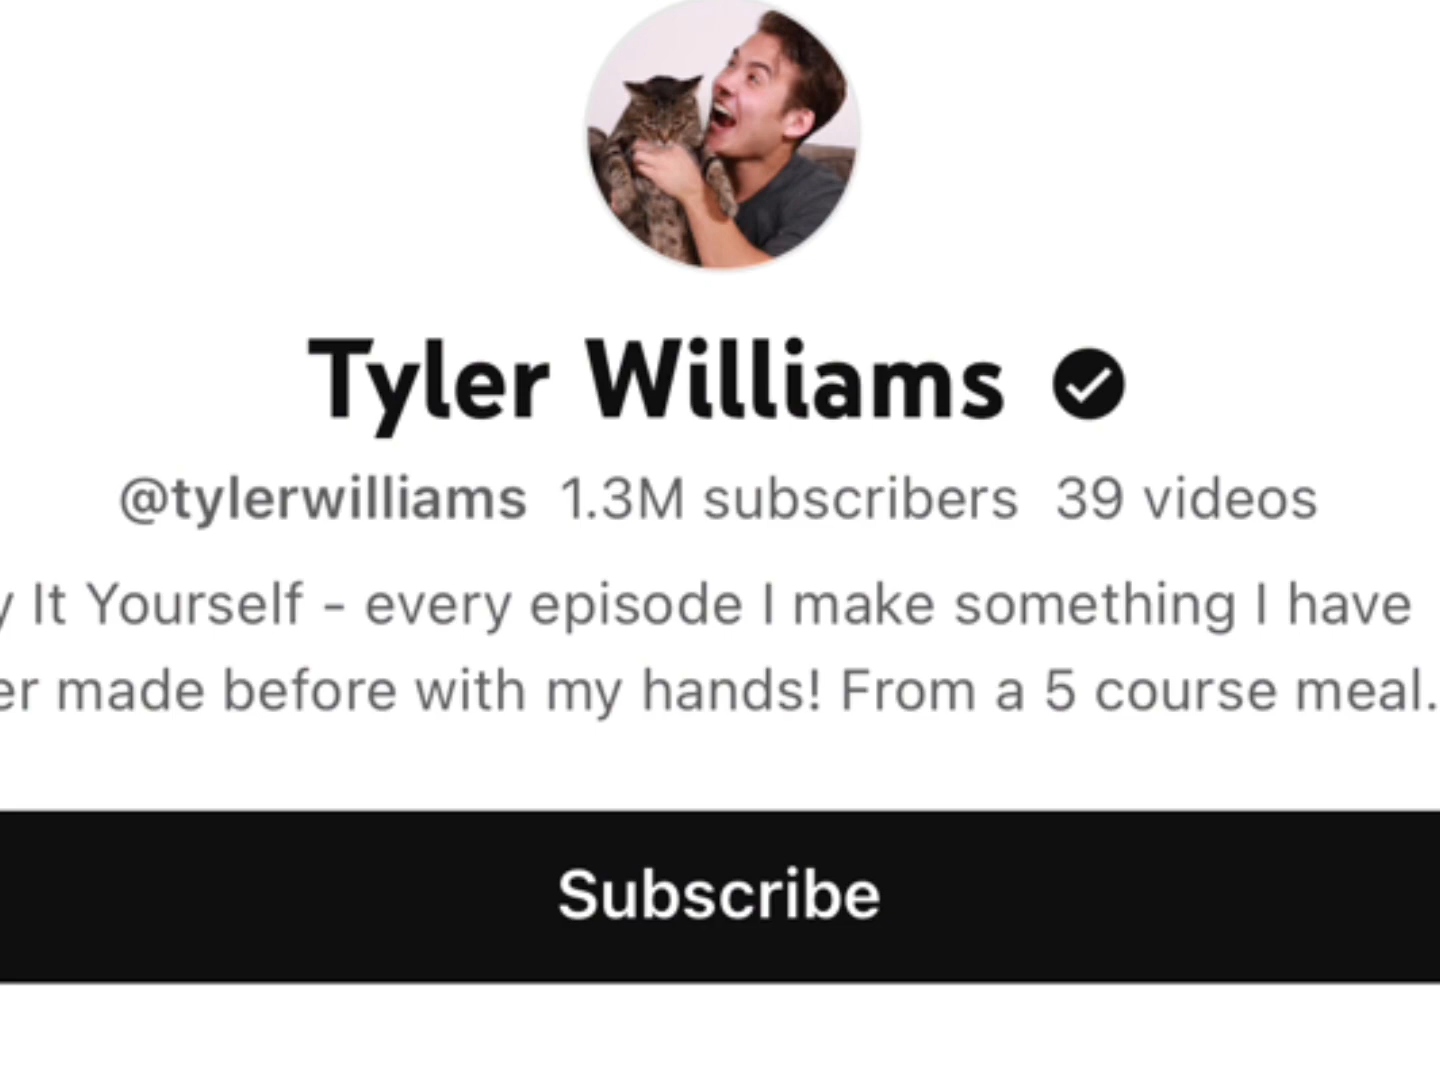 Tyler Williams
@tylerwilliams 1.3M subscribers 39 videos
It Yourself - every episode I make something I have
made before with my hands! From a 5 course meal.
Subscribe